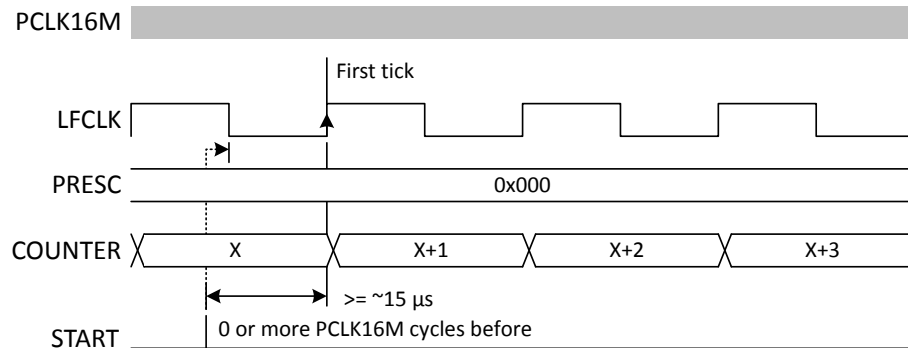 PCLK16M
First tick
LFCLK
PRESC
0x000
COUNTER
X
X+1
X+2
X+3
>= ~15 µs
0 or more PCLK16M cycles before
START